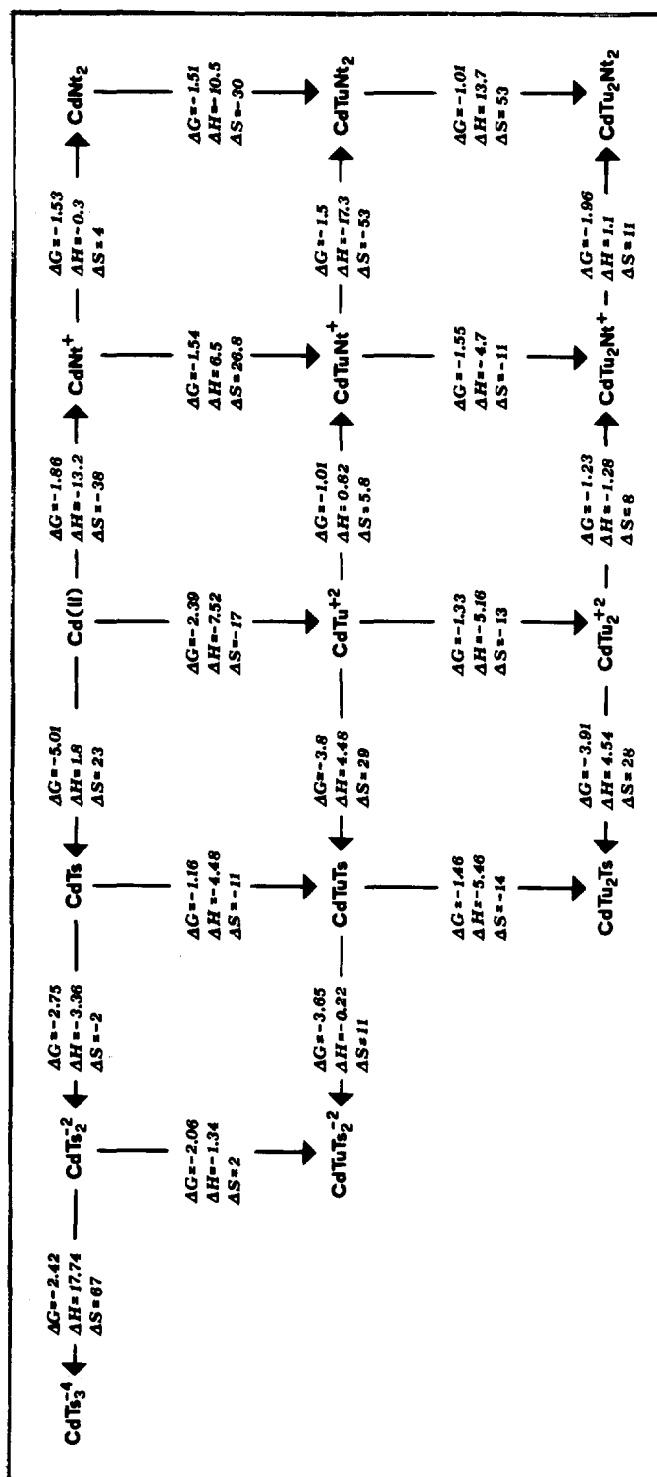 CdTs₃⁻⁴
ΔG=-2.42
ΔH=17.74
ΔS=67
CdTs₂⁻²
ΔG=-2.75
ΔH=-3.36
ΔS=-2
CdTs
ΔG=-5.01
ΔH=1.8
ΔS=23
Cd(II)
ΔG=-1.86
ΔH=-13.2
ΔS=-38
CdNt⁺
ΔG=-1.53
ΔH=-0.3
ΔS=4
CdNt₂
ΔG=-2.06
ΔH=-1.34
ΔS=2
ΔG=-1.16
ΔH=-4.48
ΔS=-11
ΔG=-2.39
ΔH=-7.52
ΔS=-17
ΔG=-1.54
ΔH=6.5
ΔS=26.8
ΔG=-1.51
ΔH=-10.5
ΔS=-30
CdTuTs₂⁻²
ΔG=-3.65
ΔH=-0.22
ΔS=11
CdTuTs
ΔG=-3.8
ΔH=4.48
ΔS=29
CdTu⁺²
ΔG=-1.01
ΔH=0.82
ΔS=5.8
CdTuNt⁺
ΔG=-1.5
ΔH=-17.3
ΔS=-53
CdTuNt₂
ΔG=-1.46
ΔH=-5.46
ΔS=-14
ΔG=-1.33
ΔH=-5.16
ΔS=-13
ΔG=-1.55
ΔH=-4.7
ΔS=-11
ΔG=-1.01
ΔH=13.7
ΔS=53
CdTu₂Ts
ΔG=-3.91
ΔH=4.54
ΔS=28
CdTu₂⁺²
ΔG=-1.23
ΔH=-1.28
ΔS=8
CdTu₂Nt⁺
ΔG=-1.96
ΔH=1.1
ΔS=11
CdTu₂Nt₂